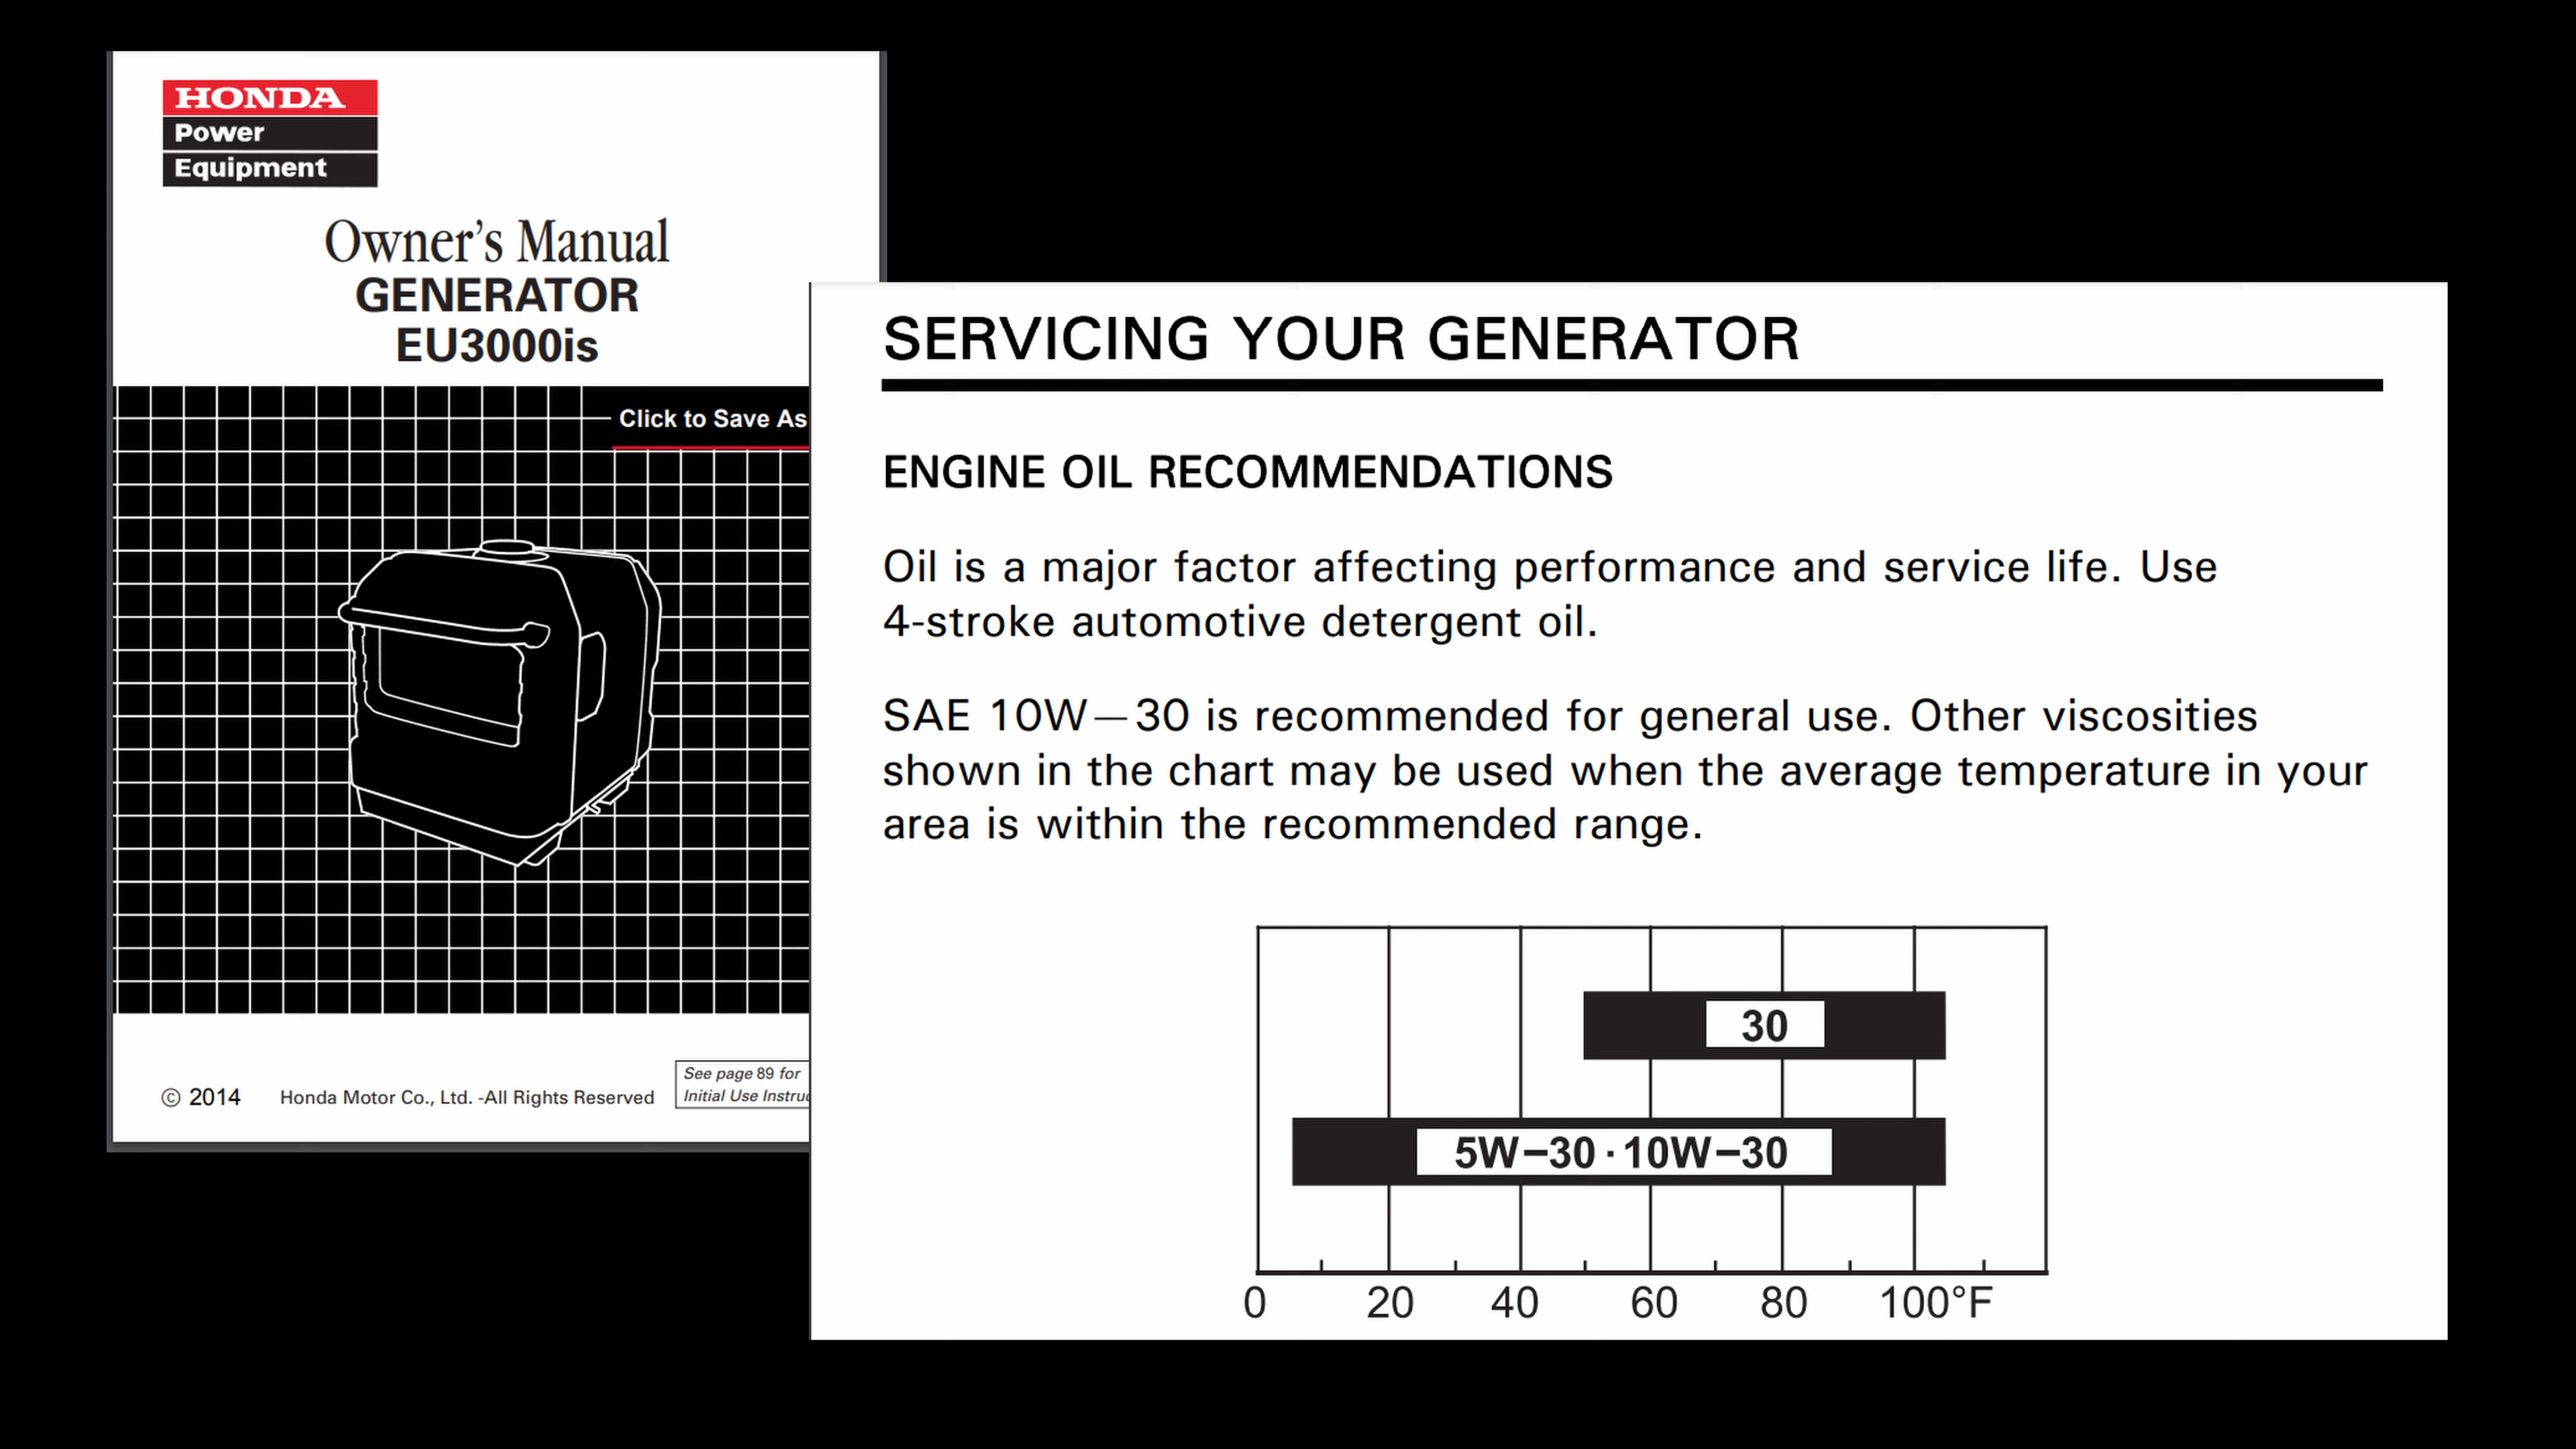 HONDA
Power
Equipment
Owner's Manual
GENERATOR
EU3000is
Click to Save As
© 2014 Honda Motor Co., Ltd. -All Rights Reserved
See page 89 for
Initial Use
SERVICING YOUR GENERATOR
ENGINE OIL RECOMMENDATIONS
Oil is a major factor affecting performance and service life. Use
4-stroke automotive detergent oil.
SAE 10W—30 is recommended for general use. Other viscosities
shown in the chart may be used when the average temperature in your
area is within the recommended range.
30
5W–30 · 10W–30
0 20 40 60 80 100°F